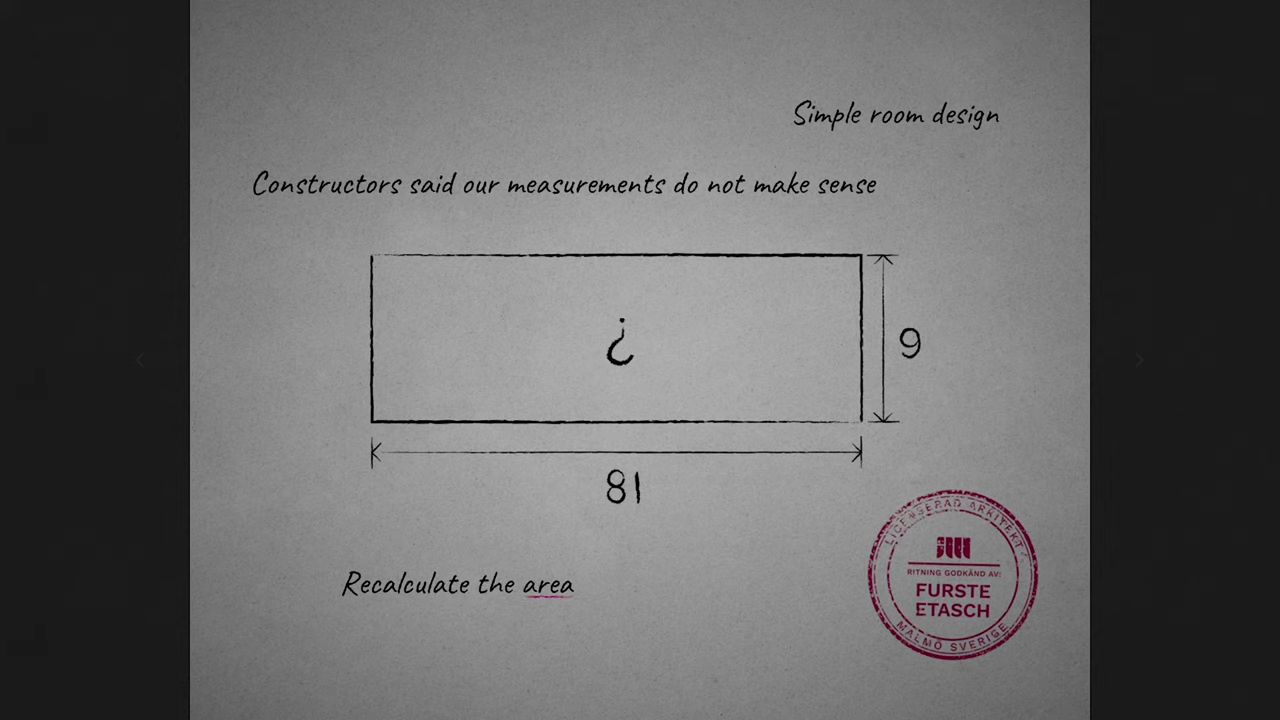 Simple room design
Constructors said our measurements do not make sense
¿
9
81
Recalculate the area
LICENSERAD ARKITEKT
RITNING GODKÄND AV:
FURSTE
ETASCH
MALMÖ SVERIGE